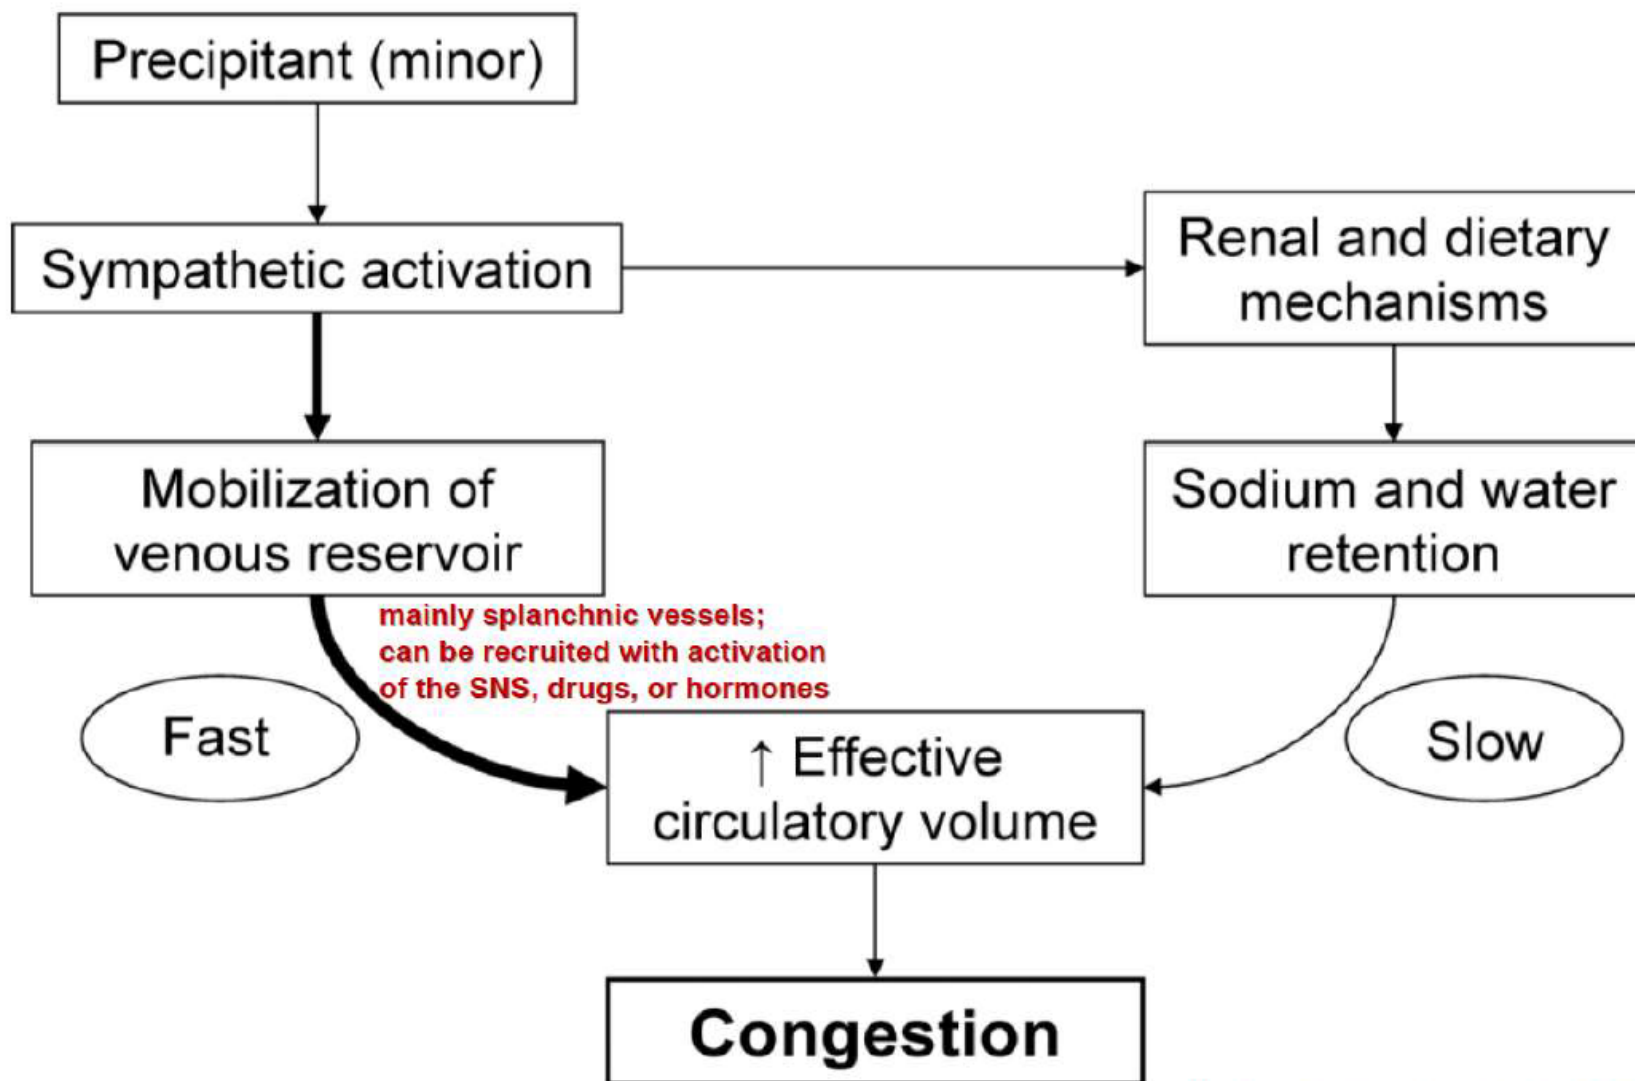 Precipitant (minor)
Sympathetic activation
Renal and dietary
mechanisms
Mobilization of
venous reservoir
Sodium and water
retention
mainly splanchnic vessels;
can be recruited with activation
of the SNS, drugs, or hormones
Fast
Slow
↑ Effective
circulatory volume
Congestion